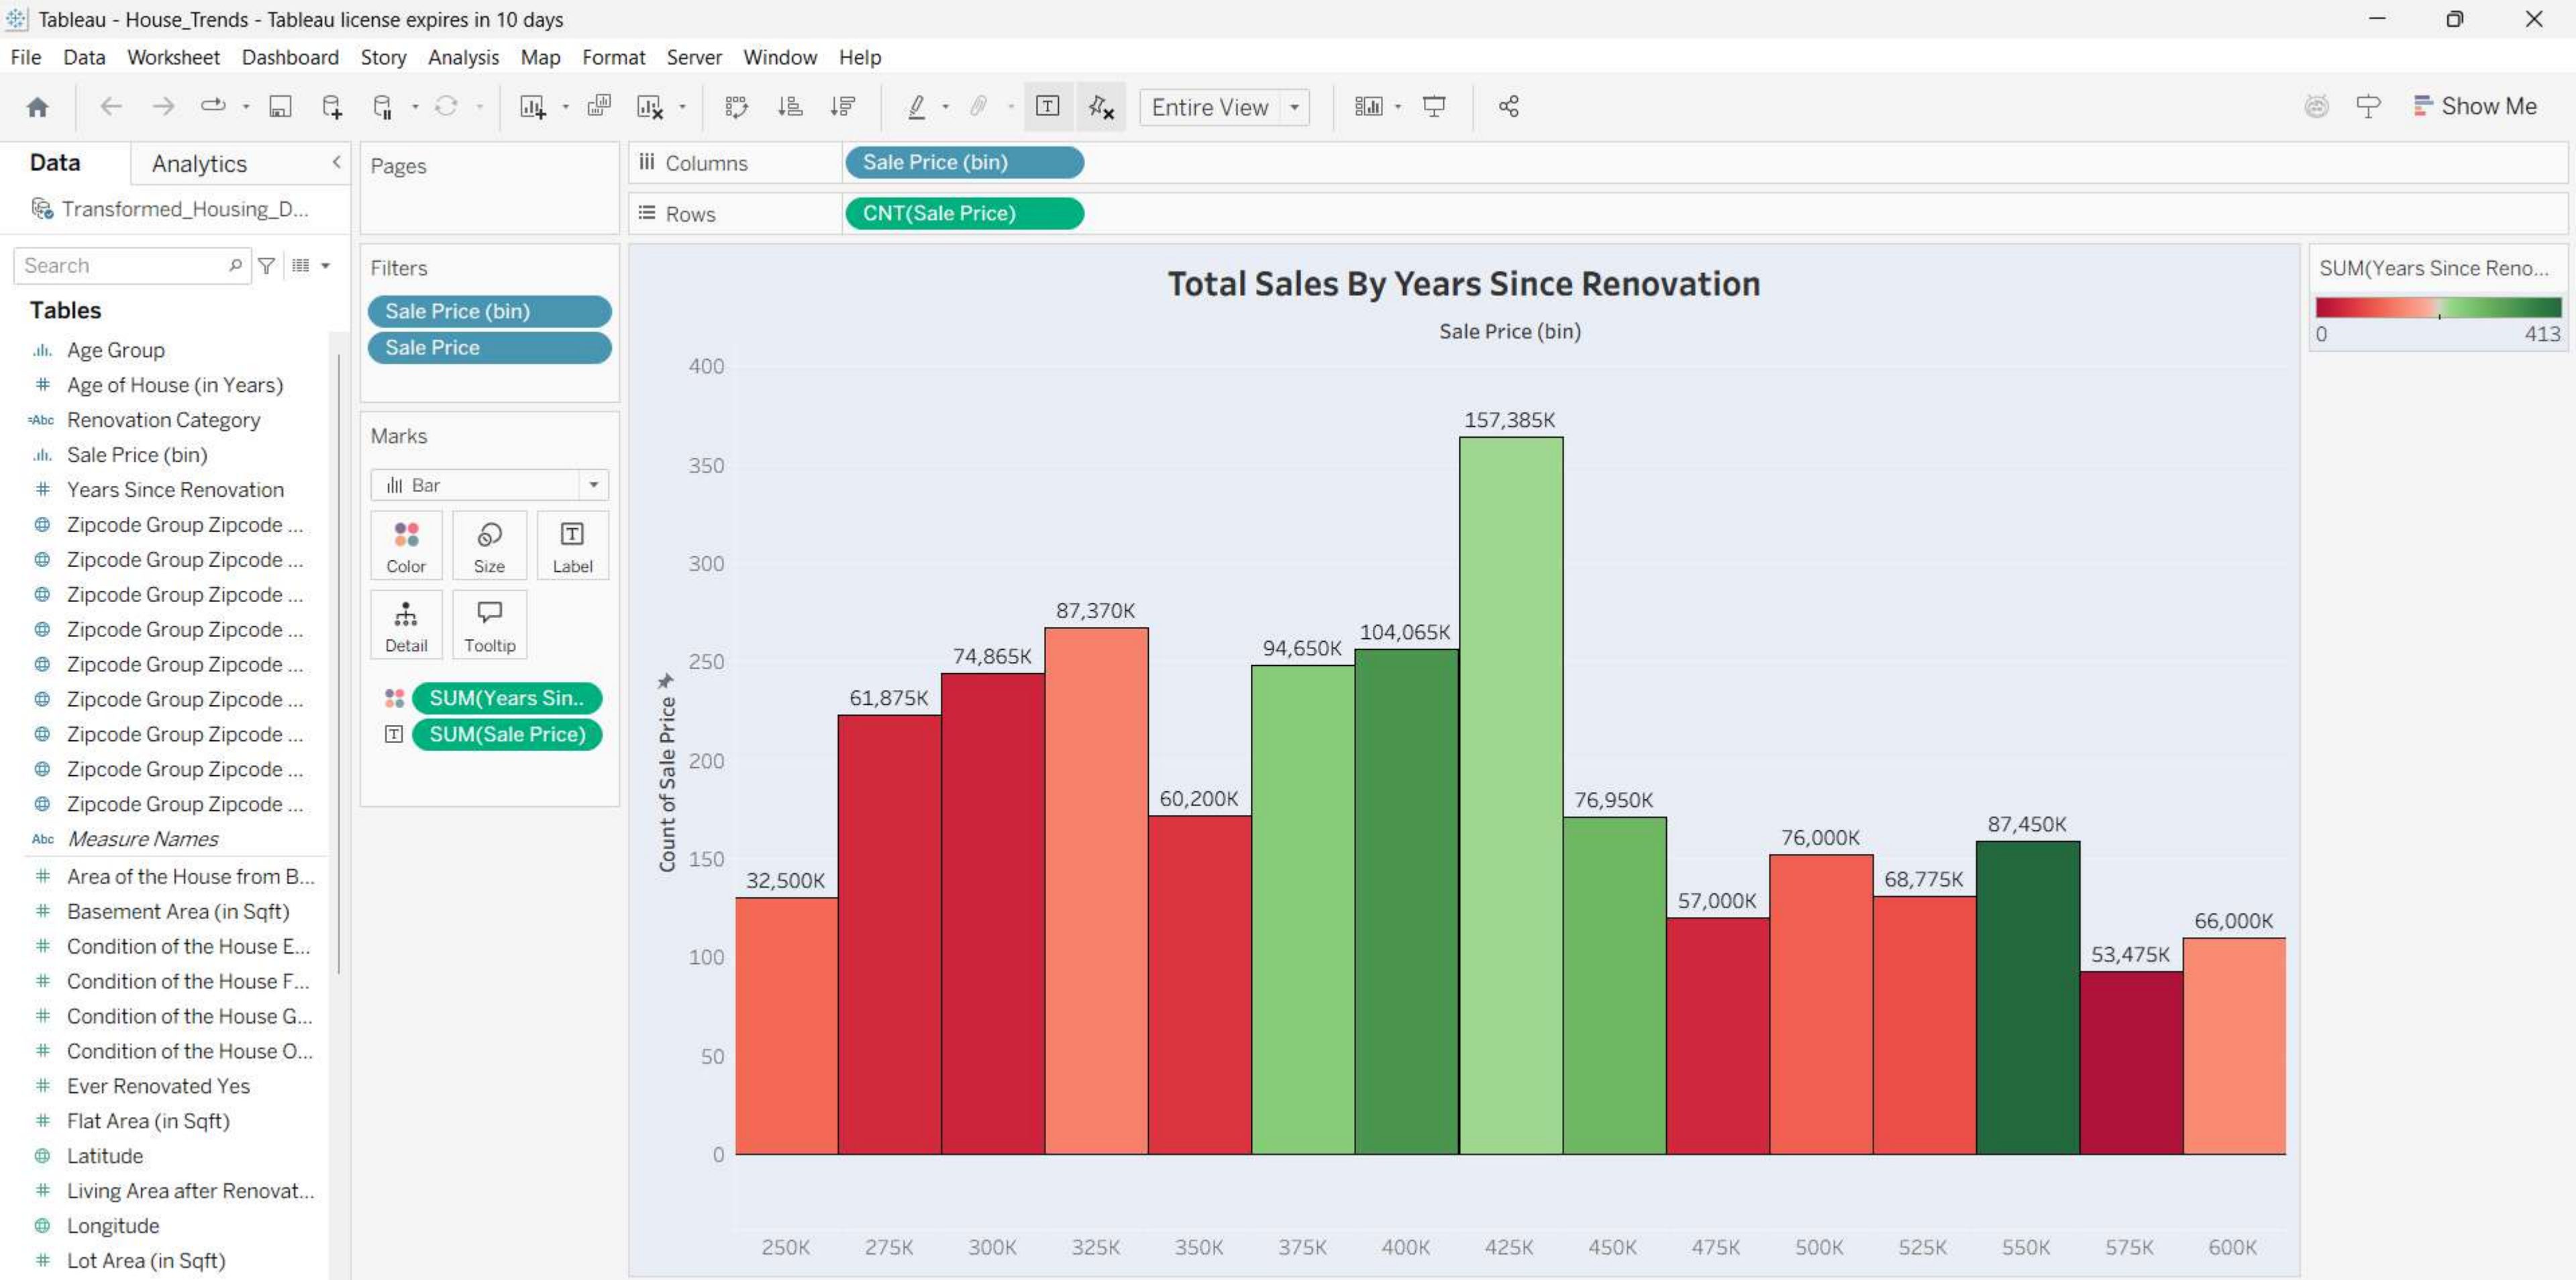 Tableau - House_Trends - Tableau license expires in 10 days
File Data Worksheet Dashboard Story Analysis Map Format Server Window Help
Entire View
Show Me
Data
Analytics
Transformed_Housing_D...
Search
Tables
Age Group
# Age of House (in Years)
=Abc Renovation Category
Sale Price (bin)
# Years Since Renovation
Zipcode Group Zipcode ...
Zipcode Group Zipcode ...
Zipcode Group Zipcode ...
Zipcode Group Zipcode ...
Zipcode Group Zipcode ...
Zipcode Group Zipcode ...
Zipcode Group Zipcode ...
Zipcode Group Zipcode ...
Zipcode Group Zipcode ...
Abc Measure Names
# Area of the House from B...
# Basement Area (in Sqft)
# Condition of the House E...
# Condition of the House F...
# Condition of the House G...
# Condition of the House O...
# Ever Renovated Yes
# Flat Area (in Sqft)
Latitude
# Living Area after Renovat...
Longitude
# Lot Area (in Sqft)
Pages
Filters
Sale Price (bin)
Sale Price
Marks
Bar
Color
Size
T
Label
Detail
Tooltip
SUM(Years Sin..
T SUM(Sale Price)
iii Columns
Sale Price (bin)
Rows
CNT(Sale Price)
Total Sales By Years Since Renovation
Sale Price (bin)
Count of Sale Price
400
350
300
250
200
150
100
50
0
32,500K
61,875K
74,865K
87,370K
60,200K
94,650K
104,065K
157,385K
76,950K
57,000K
76,000K
68,775K
87,450K
53,475K
66,000K
250K 275K 300K 325K 350K 375K 400K 425K 450K 475K 500K 525K 550K 575K 600K
SUM(Years Since Reno...
0 413